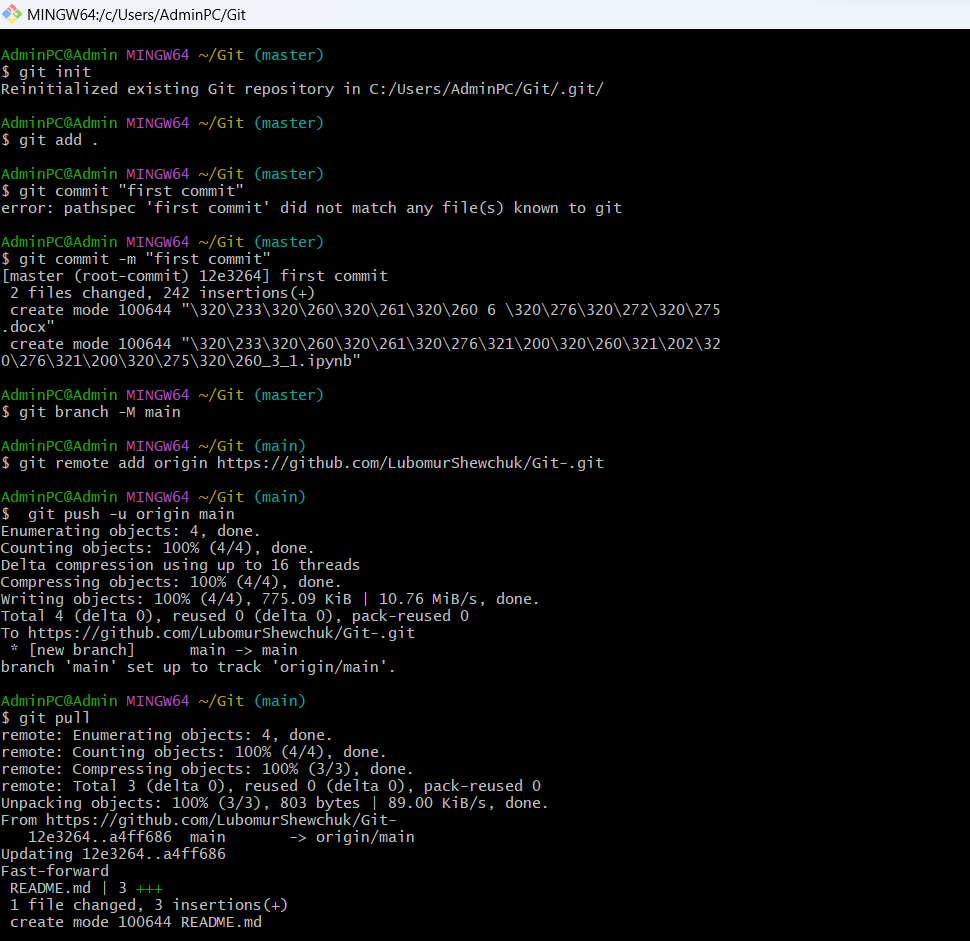 MINGW64:/c/Users/AdminPC/Git
AdminPC@Admin MINGW64 ~/Git (master)
$ git init
Reinitialized existing Git repository in C:/Users/AdminPC/Git/.git/
AdminPC@Admin MINGW64 ~/Git (master)
$ git add .
AdminPC@Admin MINGW64 ~/Git (master)
$ git commit "first commit"
error: pathspec 'first commit' did not match any file(s) known to git
AdminPC@Admin MINGW64 ~/Git (master)
$ git commit -m "first commit"
[master (root-commit) 12e3264] first commit
 2 files changed, 242 insertions(+)
 create mode 100644 "\320\233\320\260\320\261\320\260 6 \320\276\320\272\320\275
.docx"
 create mode 100644 "\320\233\320\260\320\261\320\276\321\200\320\260\321\202\32
0\276\321\200\320\275\320\260_3_1.ipynb"
AdminPC@Admin MINGW64 ~/Git (master)
$ git branch -M main
AdminPC@Admin MINGW64 ~/Git (main)
$ git remote add origin https://github.com/LubomurShewchuk/Git-.git
AdminPC@Admin MINGW64 ~/Git (main)
$  git push -u origin main
Enumerating objects: 4, done.
Counting objects: 100% (4/4), done.
Delta compression using up to 16 threads
Compressing objects: 100% (4/4), done.
Writing objects: 100% (4/4), 775.09 KiB | 10.76 MiB/s, done.
Total 4 (delta 0), reused 0 (delta 0), pack-reused 0
To https://github.com/LubomurShewchuk/Git-.git
 * [new branch]      main -> main
branch 'main' set up to track 'origin/main'.
AdminPC@Admin MINGW64 ~/Git (main)
$ git pull
remote: Enumerating objects: 4, done.
remote: Counting objects: 100% (4/4), done.
remote: Compressing objects: 100% (3/3), done.
remote: Total 3 (delta 0), reused 0 (delta 0), pack-reused 0
Unpacking objects: 100% (3/3), 803 bytes | 89.00 KiB/s, done.
From https://github.com/LubomurShewchuk/Git-
   12e3264..a4ff686  main       -> origin/main
Updating 12e3264..a4ff686
Fast-forward
 README.md | 3 +++
 1 file changed, 3 insertions(+)
 create mode 100644 README.md